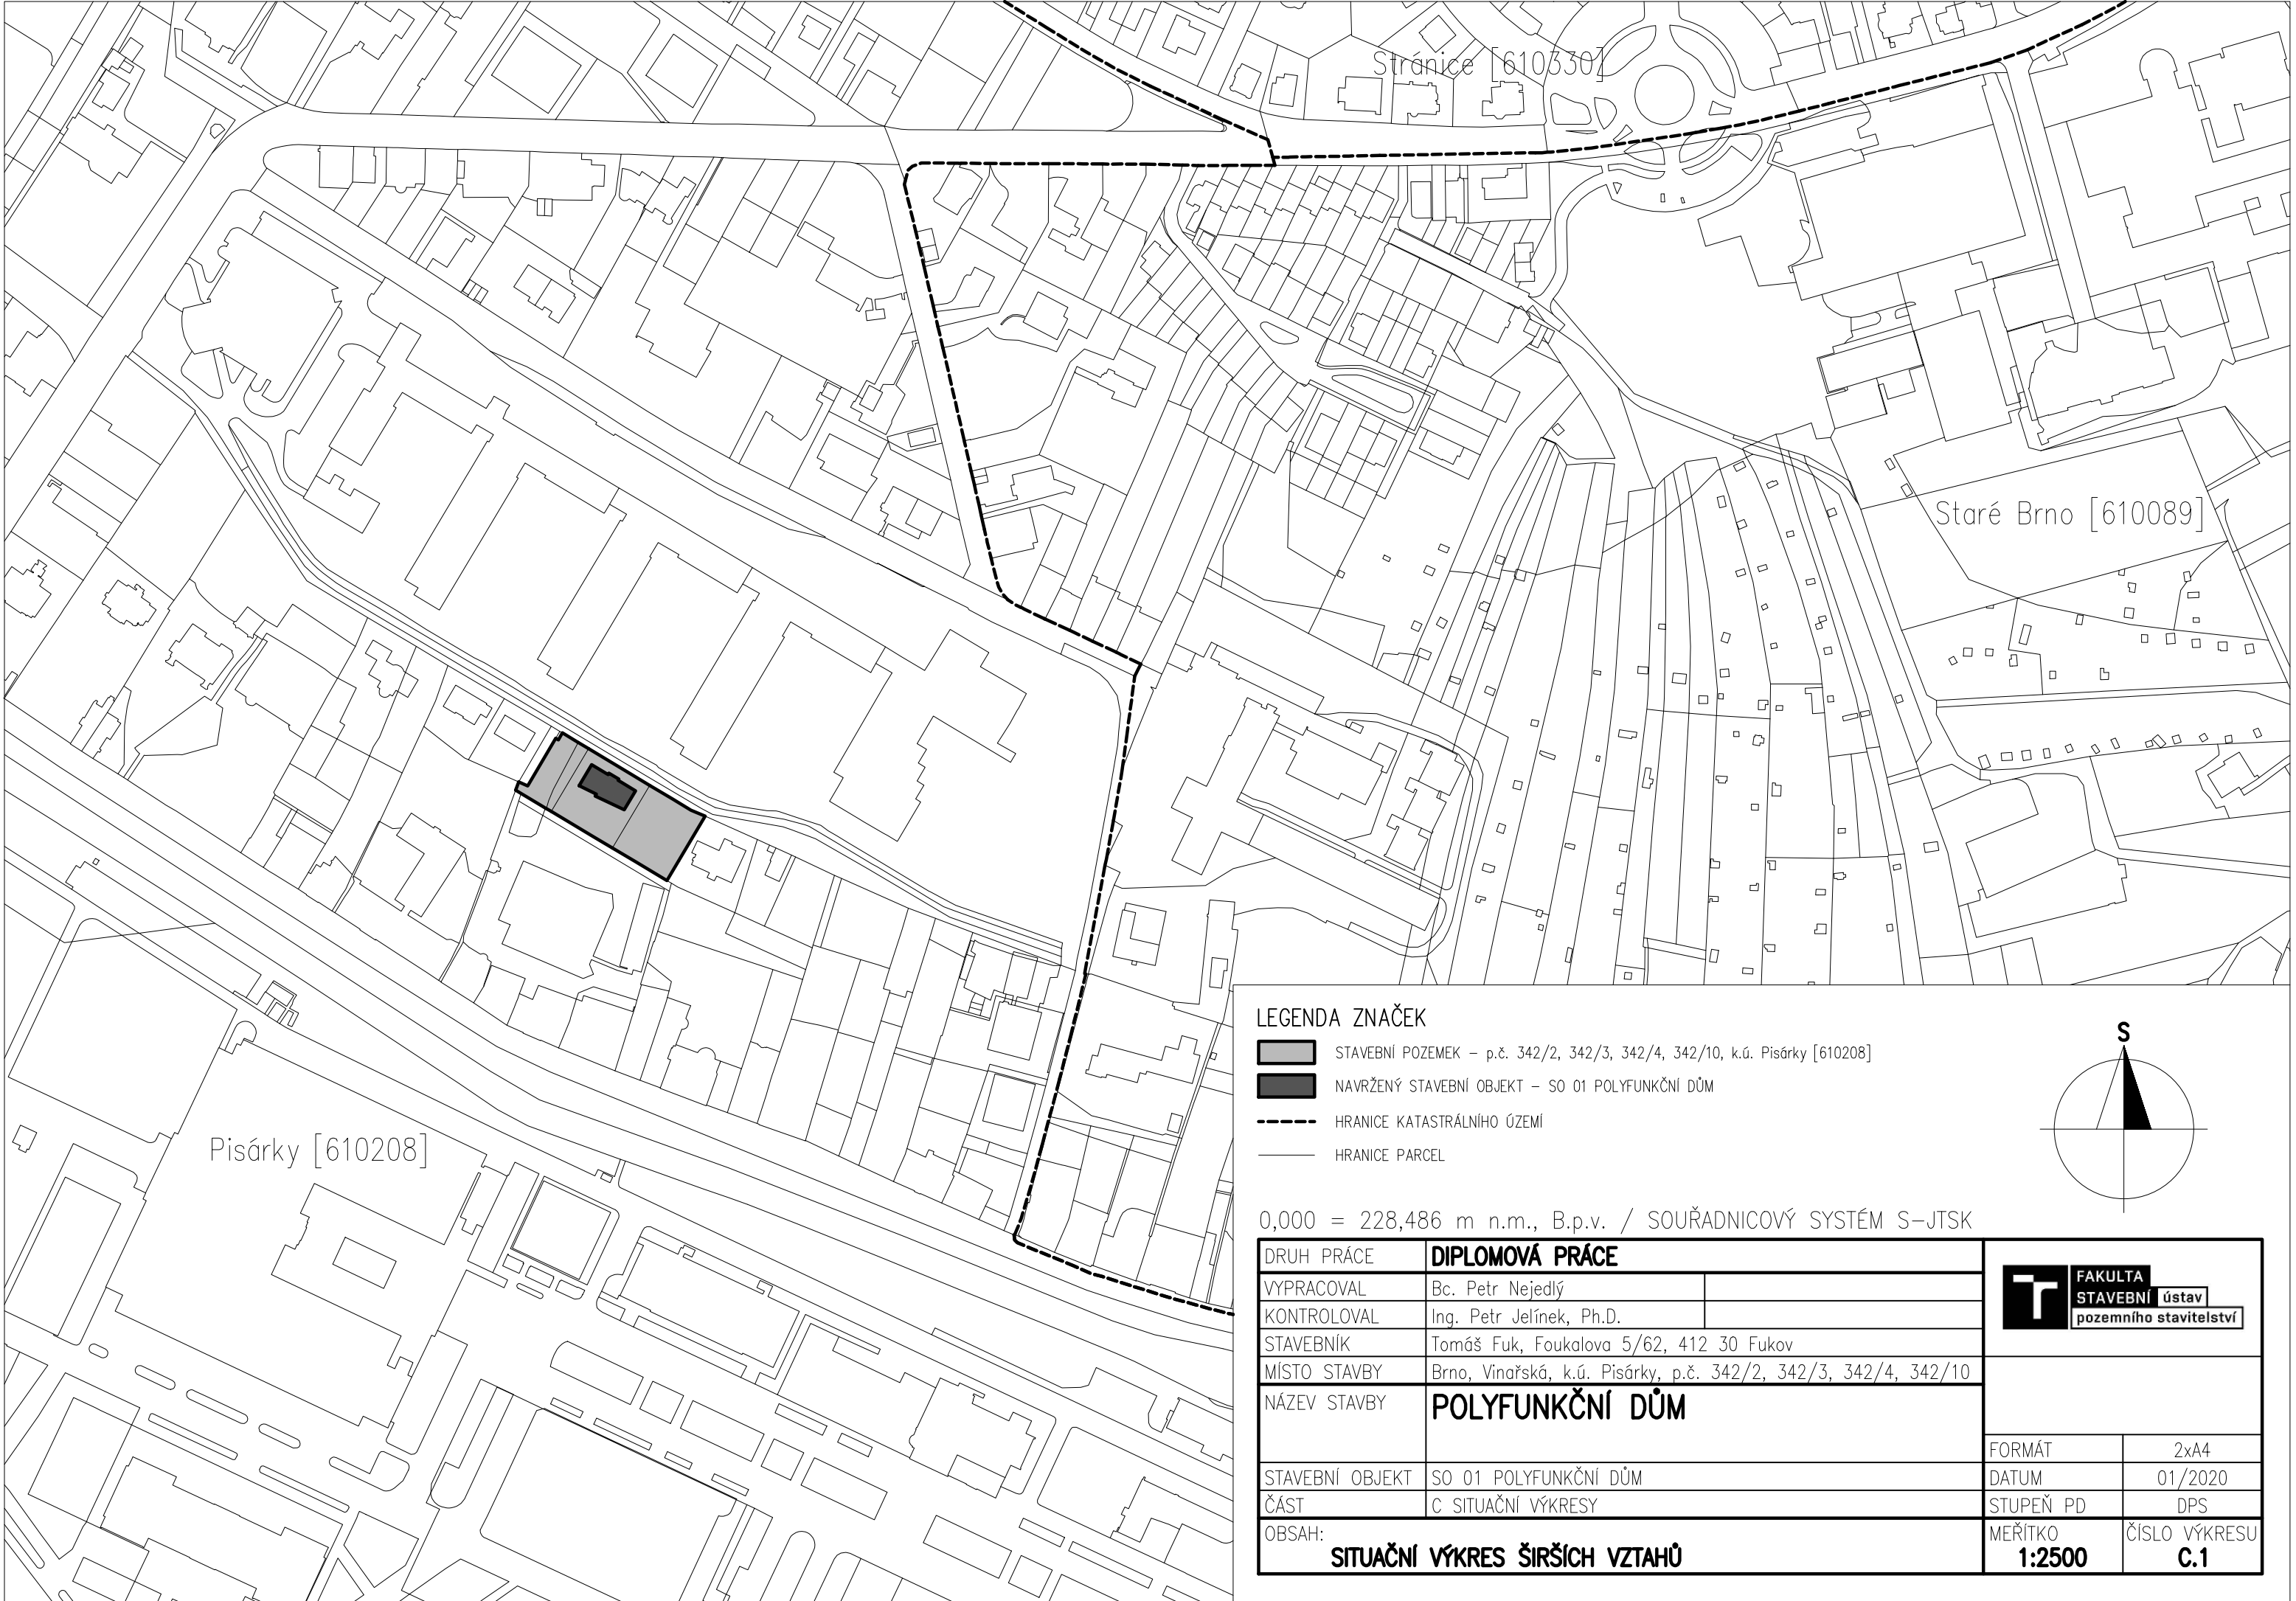 Stránice [610330]
Staré Brno [610089]
Pisárky [610208]
LEGENDA ZNAČEK
STAVEBNÍ POZEMEK – p.č. 342/2, 342/3, 342/4, 342/10, k.ú. Pisárky [610208]
NAVRŽENÝ STAVEBNÍ OBJEKT – SO 01 POLYFUNKČNÍ DŮM
HRANICE KATASTRÁLNÍHO ÚZEMÍ
HRANICE PARCEL
S
0,000 = 228,486 m n.m., B.p.v. / SOUŘADNICOVÝ SYSTÉM S-JTSK
DRUH PRÁCE DIPLOMOVÁ PRÁCE
VYPRACOVAL Bc. Petr Nejedlý
KONTROLOVAL Ing. Petr Jelínek, Ph.D.
STAVEBNÍK Tomáš Fuk, Foukalova 5/62, 412 30 Fukov
MÍSTO STAVBY Brno, Vinařská, k.ú. Pisárky, p.č. 342/2, 342/3, 342/4, 342/10
NÁZEV STAVBY POLYFUNKČNÍ DŮM
STAVEBNÍ OBJEKT SO 01 POLYFUNKČNÍ DŮM
ČÁST C SITUAČNÍ VÝKRESY
OBSAH:
SITUAČNÍ VÝKRES ŠIRŠÍCH VZTAHŮ
FAKULTA
STAVEBNÍ ústav
pozemního stavitelství
FORMÁT 2xA4
DATUM 01/2020
STUPEŇ PD DPS
MEŘÍTKO ČÍSLO VÝKRESU
1:2500 C.1